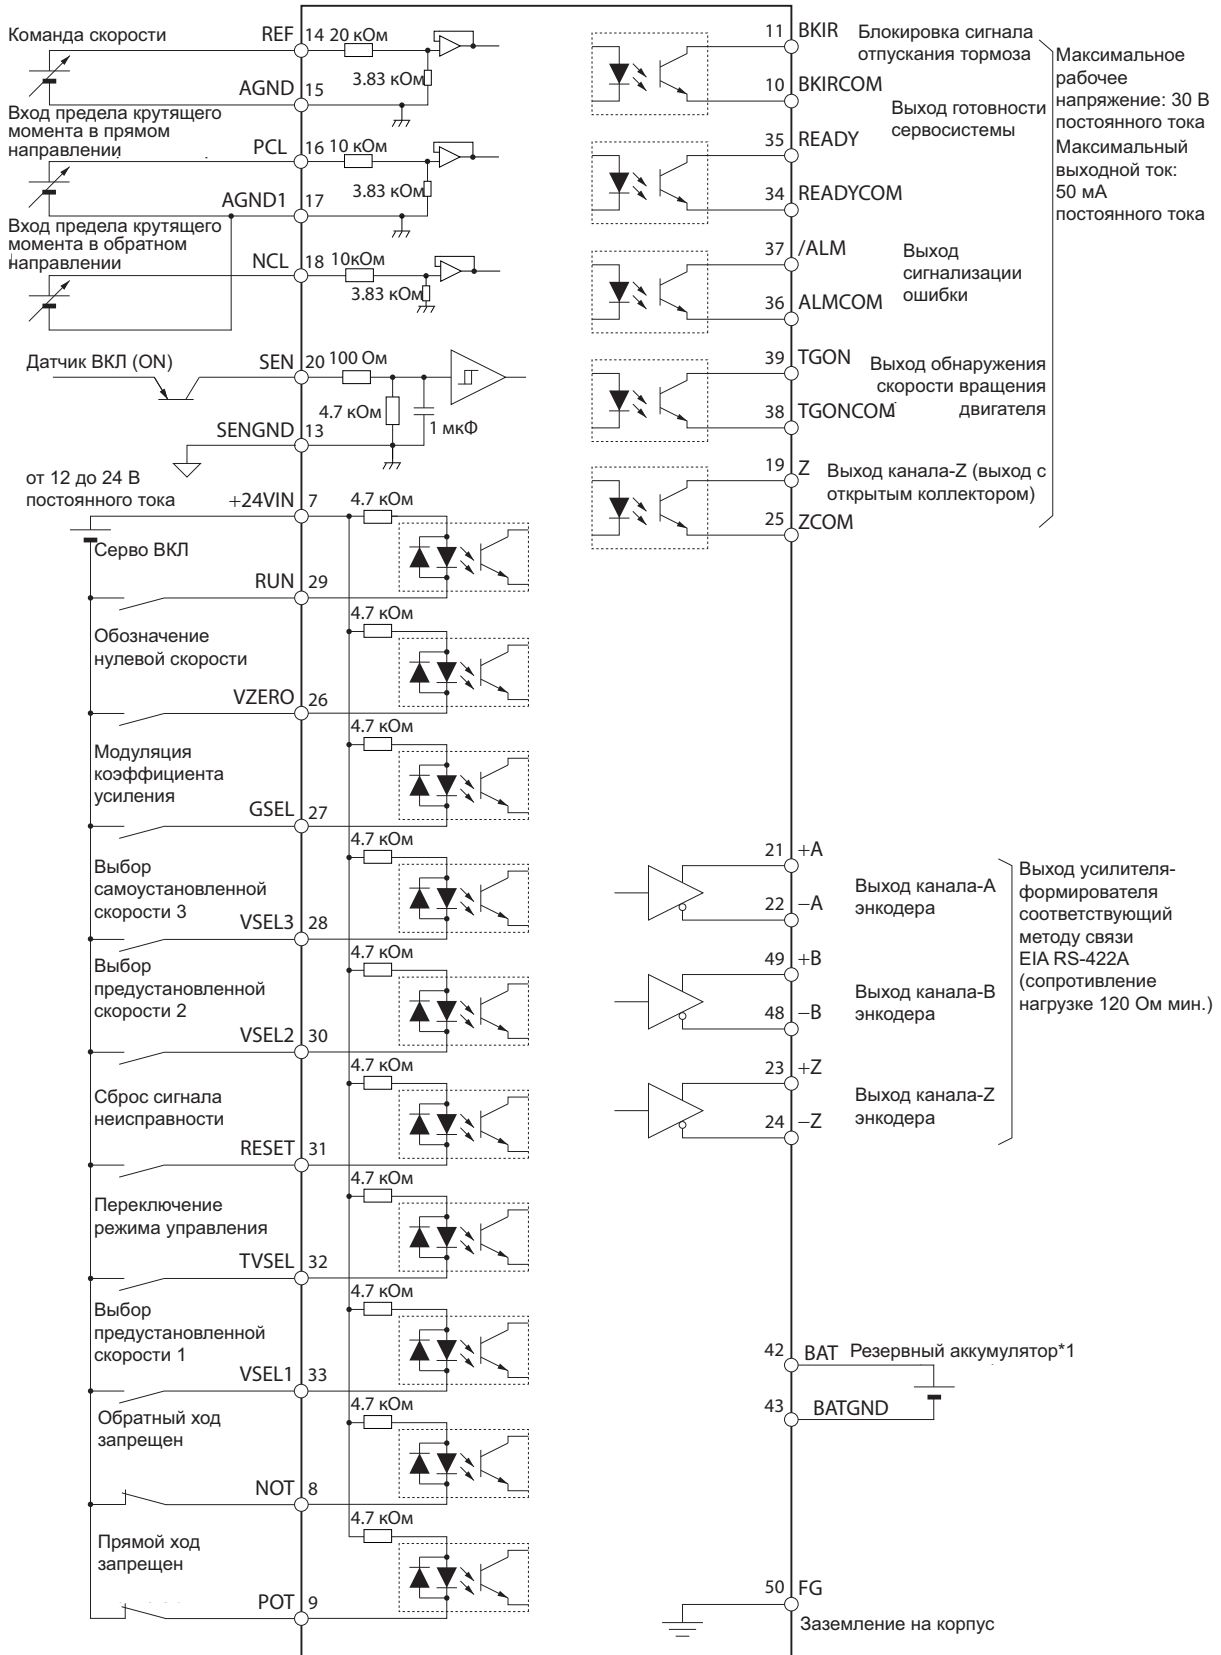 Команда скорости
REF 14 20 кОм
3.83 кОм
AGND 15
Вход предела крутящего
момента в прямом
направлении
PCL 16 10 кОм
3.83 кОм
AGND1 17
Вход предела крутящего
момента в обратном
направлении
NCL 18 10кОм
3.83 кОм
Датчик ВКЛ (ON)
SEN 20 100 Ом
4.7 кОм
1 мкФ
SENGND 13
от 12 до 24 В
постоянного тока
+24VIN 7 4.7 кОм
Серво ВКЛ
RUN 29
4.7 кОм
Обозначение
нулевой скорости
VZERO 26
4.7 кОм
Модуляция
коэффициента
усиления
GSEL 27
4.7 кОм
Выбор
самоустановленной
скорости 3
VSEL3 28
4.7 кОм
Выбор
предустановленной
скорости 2
VSEL2 30
4.7 кОм
Сброс сигнала
неисправности
RESET 31
4.7 кОм
Переключение
режима управления
TVSEL 32
4.7 кОм
Выбор
предустановленной
скорости 1
VSEL1 33
4.7 кОм
Обратный ход
запрещен
NOT 8
4.7 кОм
Прямой ход
запрещен
POT 9
11 BKIR
Блокировка сигнала
отпускания тормоза
10 BKIRCOM
Выход готовности
сервосистемы
35 READY
34 READYCOM
37 /ALM
Выход
сигнализации
ошибки
36 ALMCOM
39 TGON
Выход обнаружения
скорости вращения
двигателя
38 TGONCOM
19 Z
Выход канала-Z (выход с
открытым коллектором)
25 ZCOM
Максимальное
рабочее
напряжение: 30 В
постоянного тока
Максимальный
выходной ток:
50 мА
постоянного тока
21 +A
Выход канала-A
энкодера
22 −A
49 +B
Выход канала-B
энкодера
48 −B
23 +Z
Выход канала-Z
энкодера
24 −Z
Выход усилителя-
формирователя
соответствующий
методу связи
EIA RS-422A
(сопротивление
нагрузке 120 Ом мин.)
42 BAT Резервный аккумулятор*1
43 BATGND
50 FG
Заземление на корпус